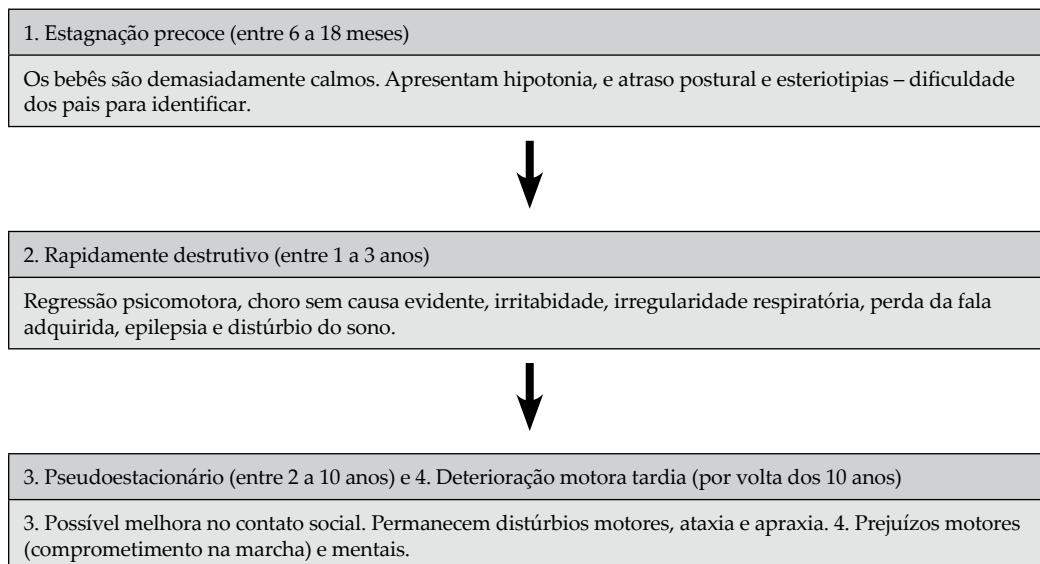 1. Estagnação precoce (entre 6 a 18 meses)
Os bebês são demasiadamente calmos. Apresentam hipotonia, e atraso postural e esteriotipias – dificuldade
dos pais para identificar.
2. Rapidamente destrutivo (entre 1 a 3 anos)
Regressão psicomotora, choro sem causa evidente, irritabidade, irregularidade respiratória, perda da fala
adquirida, epilepsia e distúrbio do sono.
3. Pseudoestacionário (entre 2 a 10 anos) e 4. Deterioração motora tardia (por volta dos 10 anos)
3. Possível melhora no contato social. Permanecem distúrbios motores, ataxia e apraxia. 4. Prejuízos motores
(comprometimento na marcha) e mentais.